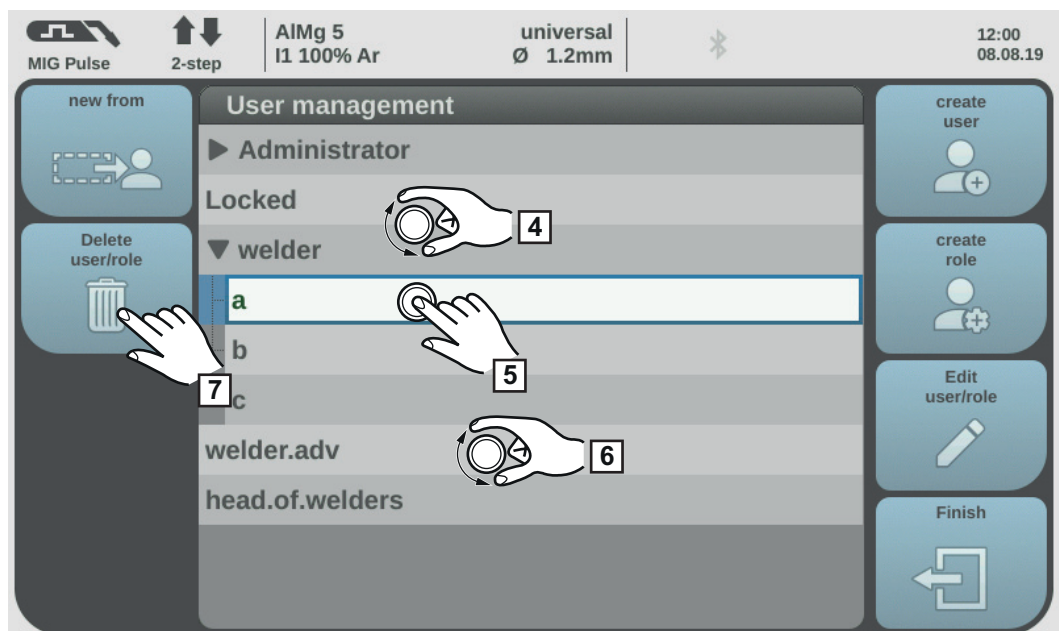 MIG Pulse
2-step
AlMg 5
I1 100% Ar
universal
Ø 1.2mm
12:00
08.08.19
new from
Delete
user/role
User management
Administrator
Locked
4
welder
a
5
b
7
c
welder.adv
6
head.of.welders
create
user
create
role
Edit
user/role
Finish